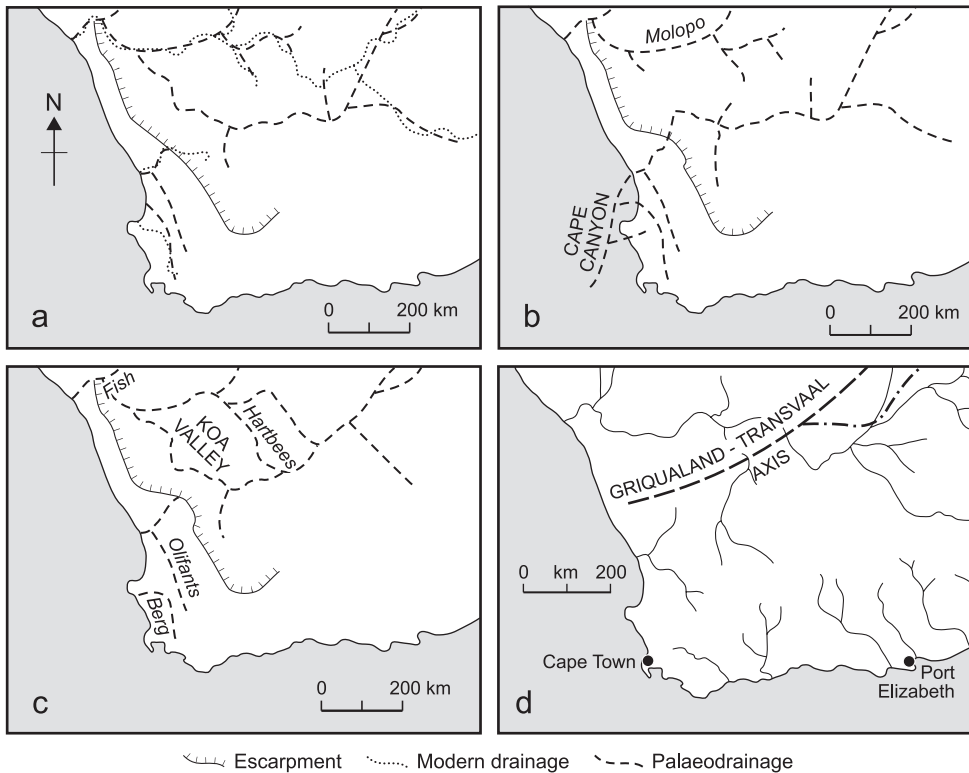 N
0
200 km
a
Molopo
CAPE
CANYON
0
200 km
b
Fish
KOA
VALLEY
Hartbees
Olifants
Berg
0
200 km
c
GRIQUALAND - TRANSVAAL
AXIS
0 km 200
Cape Town
Port
Elizabeth
d
Escarpment Modern drainage Palaeodrainage